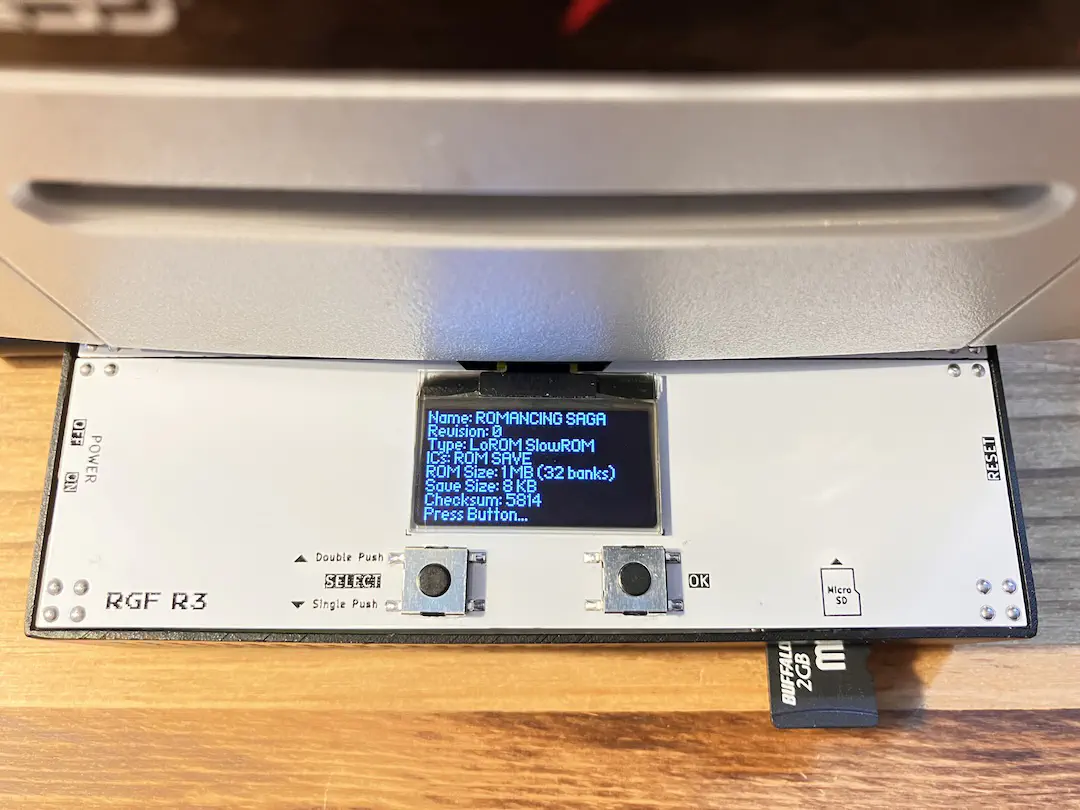 Name: ROMANCING SAGA
Revision: 0
Type: LoROM SlowROM
ICs: ROM SAVE
ROM Size: 1 MB (32 banks)
Save Size: 8 KB
Checksum: 5814
Press Button...
OFF
POWER
ON
RESET
Double Push
SELECT
Single Push
OK
Micro
SD
RGF R3
BUFFALO
2GB